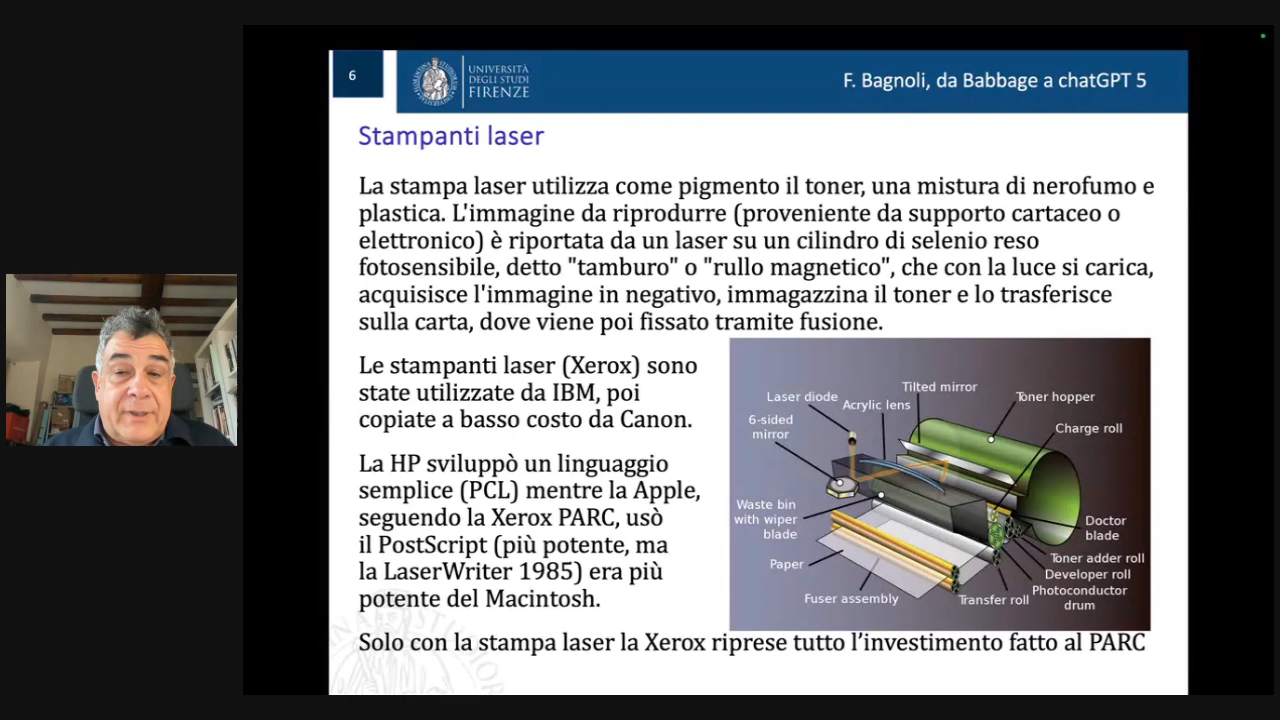 6
UNIVERSITÀ
DEGLI STUDI
FIRENZE
F. Bagnoli, da Babbage a chatGPT 5
Stampanti laser
La stampa laser utilizza come pigmento il toner, una mistura di nerofumo e
plastica. L'immagine da riprodurre (proveniente da supporto cartaceo o
elettronico) è riportata da un laser su un cilindro di selenio reso
fotosensibile, detto "tamburo" o "rullo magnetico", che con la luce si carica,
acquisisce l'immagine in negativo, immagazzina il toner e lo trasferisce
sulla carta, dove viene poi fissato tramite fusione.
Le stampanti laser (Xerox) sono
state utilizzate da IBM, poi
copiate a basso costo da Canon.
La HP sviluppò un linguaggio
semplice (PCL) mentre la Apple,
seguendo la Xerox PARC, usò
il PostScript (più potente, ma
la LaserWriter 1985) era più
potente del Macintosh.
Laser diode
Tilted mirror
Acrylic lens
Toner hopper
6-sided
mirror
Charge roll
Waste bin
with wiper
blade
Doctor
blade
Paper
Toner adder roll
Developer roll
Photoconductor
drum
Fuser assembly
Transfer roll
Solo con la stampa laser la Xerox riprese tutto l’investimento fatto al PARC